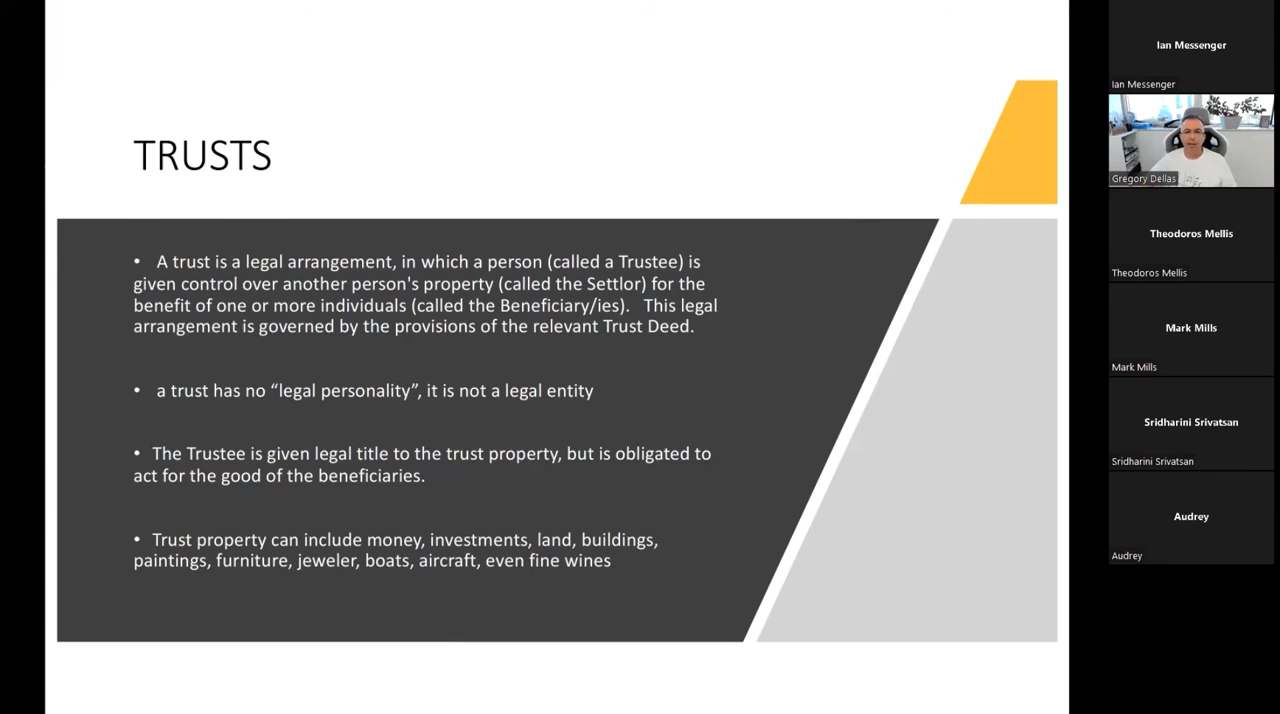 TRUSTS
• A trust is a legal arrangement, in which a person (called a Trustee) is
given control over another person's property (called the Settlor) for the
benefit of one or more individuals (called the Beneficiary/ies). This legal
arrangement is governed by the provisions of the relevant Trust Deed.
• a trust has no “legal personality”, it is not a legal entity
• The Trustee is given legal title to the trust property, but is obligated to
act for the good of the beneficiaries.
• Trust property can include money, investments, land, buildings,
paintings, furniture, jeweler, boats, aircraft, even fine wines
Ian Messenger
Ian Messenger
Gregory Dellas
Theodoros Mellis
Theodoros Mellis
Mark Mills
Mark Mills
Sridharini Srivatsan
Sridharini Srivatsan
Audrey
Audrey